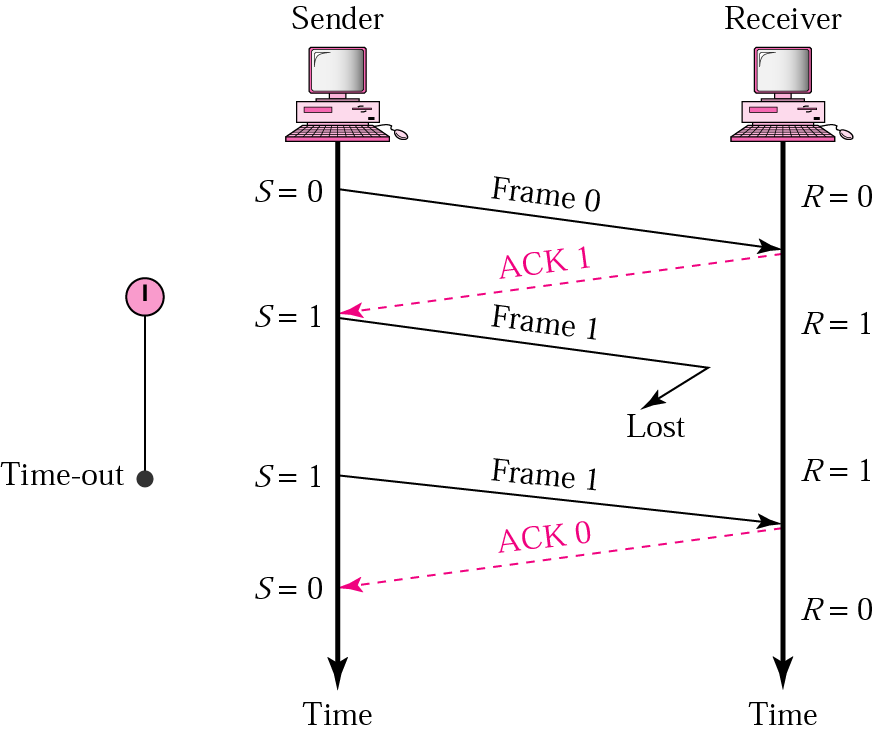 Sender Receiver
S = 0 Frame 0 R = 0
ACK 1
S = 1 Frame 1 R = 1
Lost
Time-out S = 1 Frame 1 R = 1
ACK 0
S = 0 R = 0
Time Time